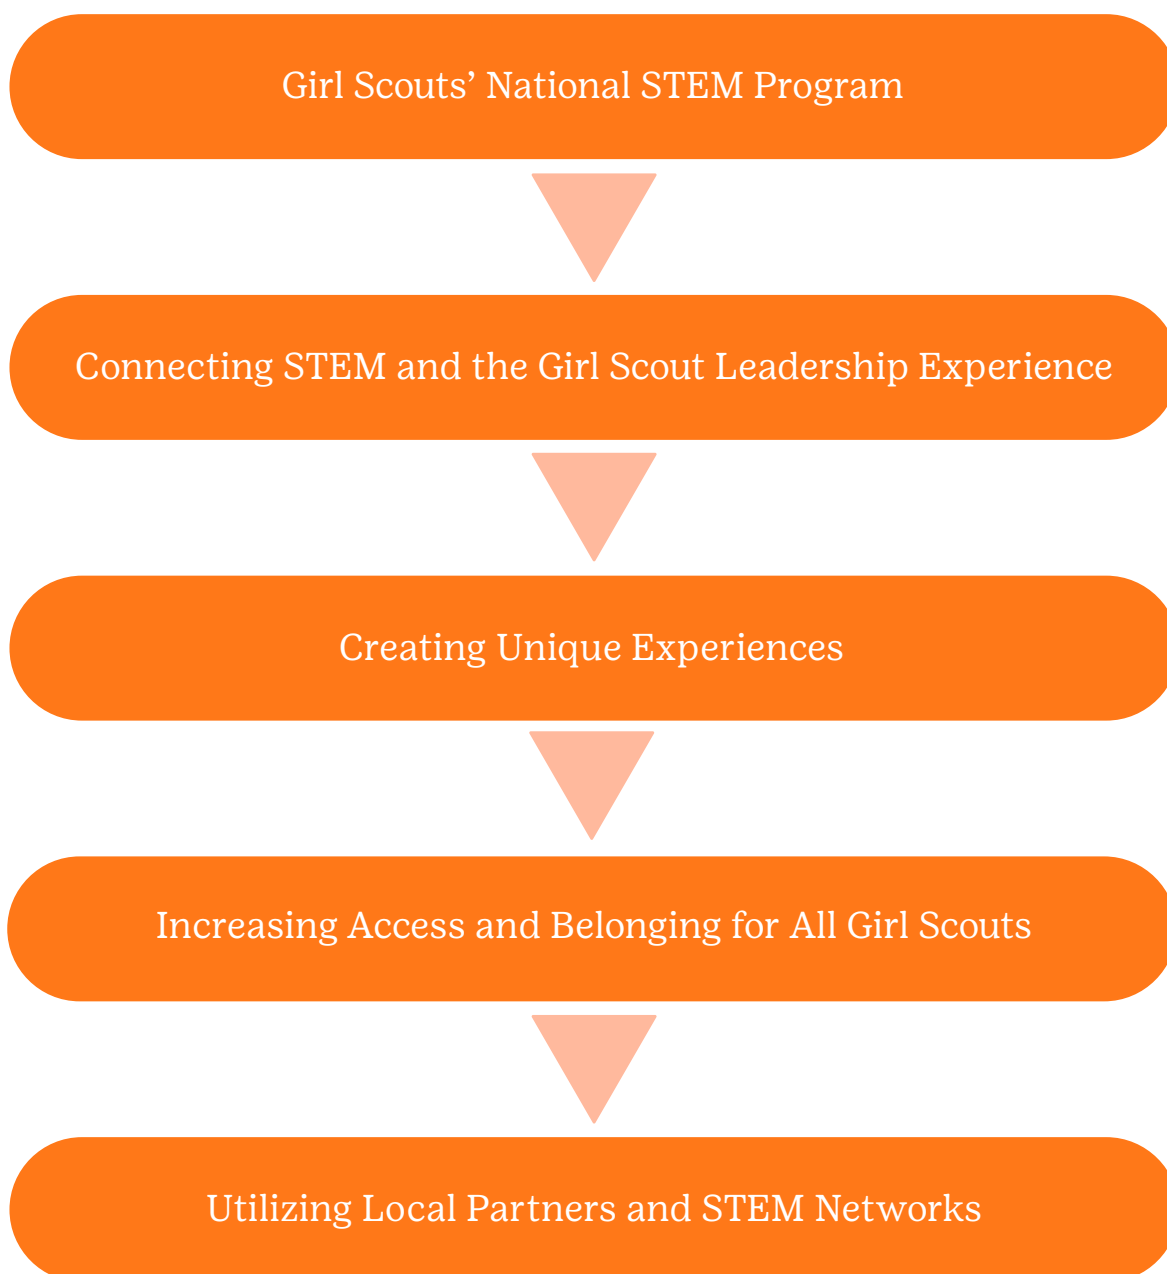 Girl Scouts’ National STEM Program
Connecting STEM and the Girl Scout Leadership Experience
Creating Unique Experiences
Increasing Access and Belonging for All Girl Scouts
Utilizing Local Partners and STEM Networks